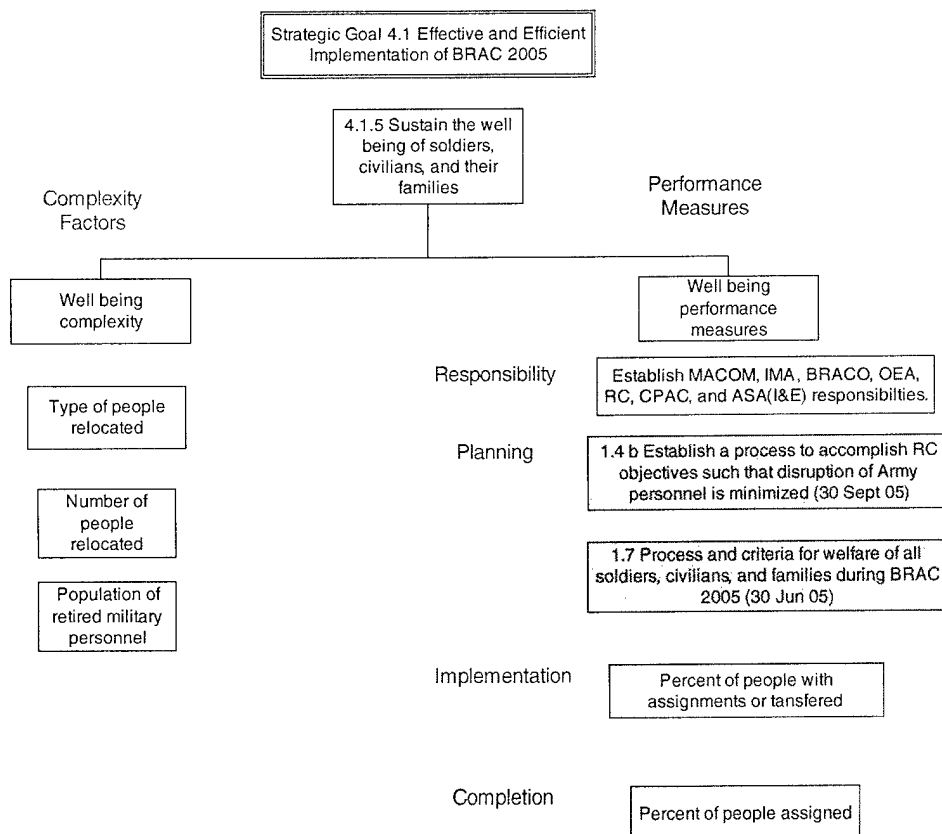 Strategic Goal 4.1 Effective and Efficient
Implementation of BRAC 2005
4.1.5 Sustain the well
being of soldiers,
civilians, and their
families
Complexity
Factors
Performance
Measures
Well being
complexity
Well being
performance
measures
Type of people
relocated
Number of
people
relocated
Population of
retired military
personnel
Responsibility
Establish MACOM, IMA, BRACO, OEA,
RC, CPAC, and ASA(I&E) responsibilties.
Planning
1.4 b Establish a process to accomplish RC
objectives such that disruption of Army
personnel is minimized (30 Sept 05)
1.7 Process and criteria for welfare of all
soldiers, civilians, and families during BRAC
2005 (30 Jun 05)
Implementation
Percent of people with
assignments or tansfered
Completion
Percent of people assigned